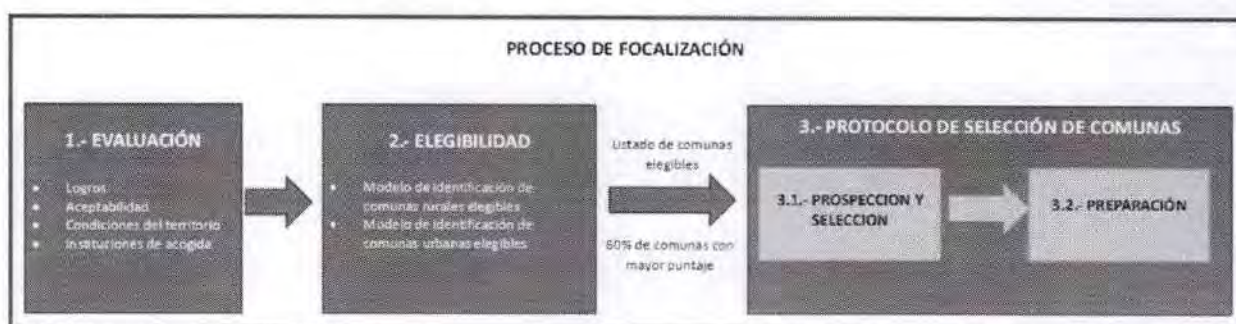 PROCESO DE FOCALIZACIÓN
1.- EVALUACIÓN
• Logros
• Aceptabilidad
• Condiciones del territorio
• Instituciones de acogida
2.- ELEGIBILIDAD
• Modelo de identificación de
comunas rurales elegibles
• Modelo de identificación de
comunas urbanas elegibles
Listado de comunas
elegibles
60% de comunas con
mayor puntaje
3.- PROTOCOLO DE SELECCIÓN DE COMUNAS
3.1.- PROSPECCION Y
SELECCION
3.2.- PREPARACIÓN